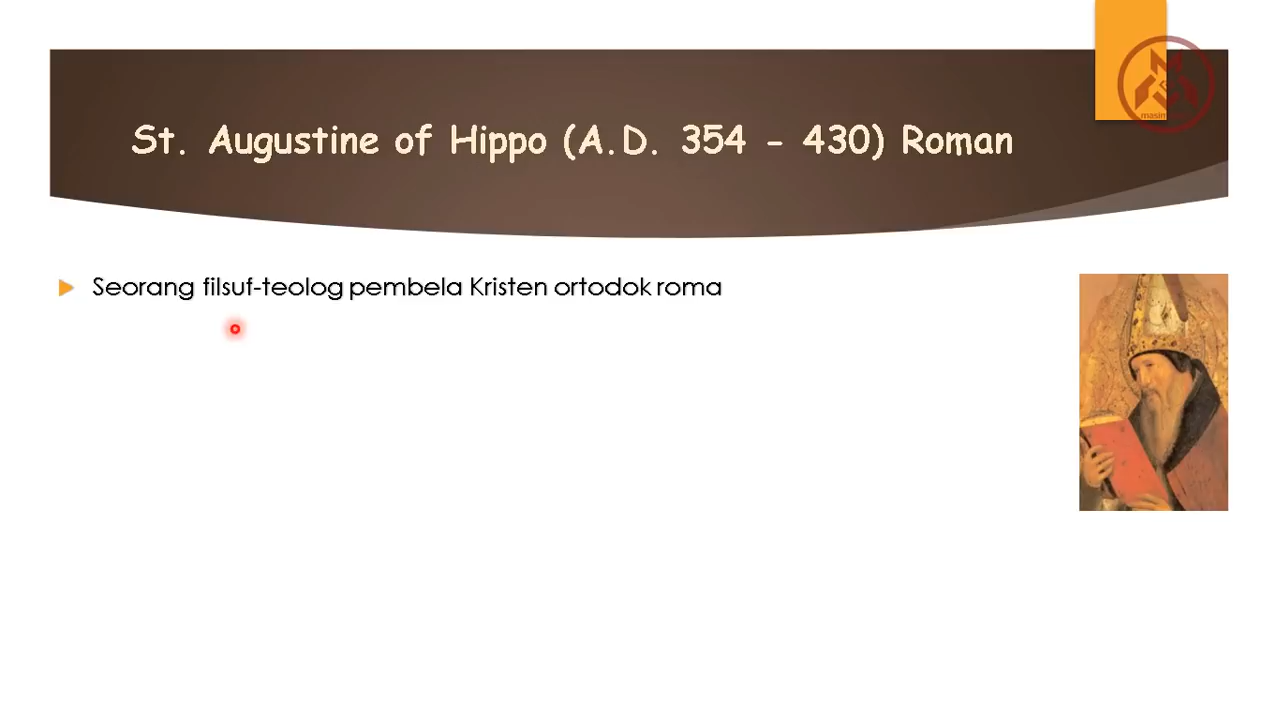 St. Augustine of Hippo (A.D. 354 - 430) Roman
Seorang filsuf-teolog pembela Kristen ortodok roma